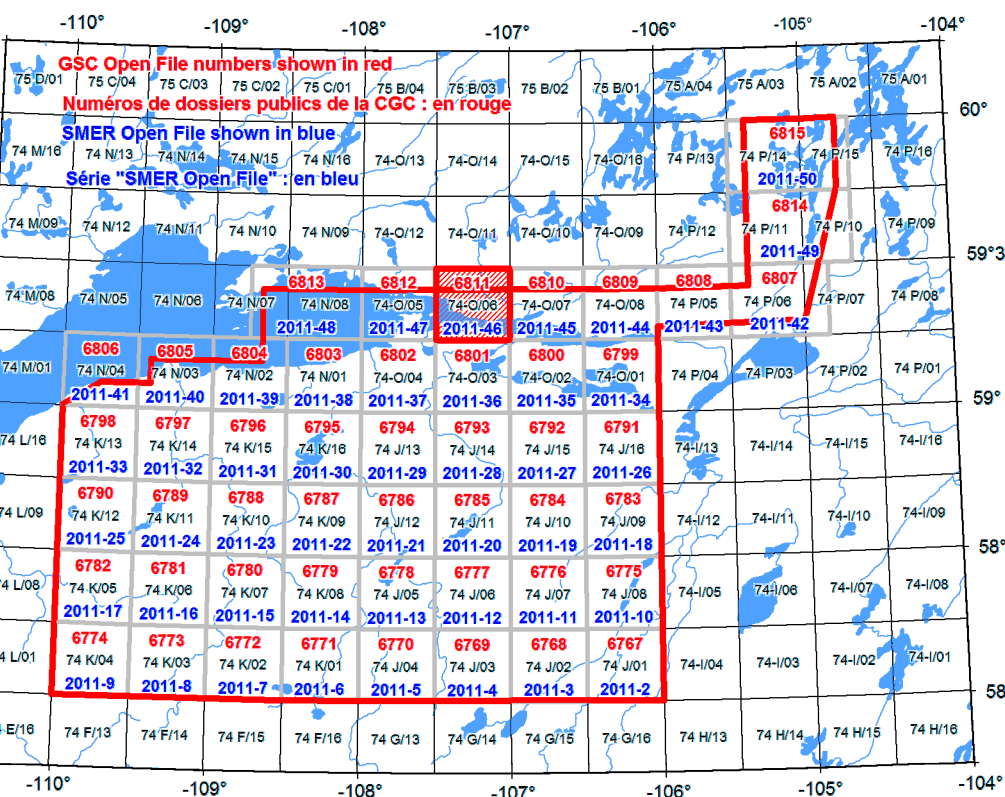 -110° -109° -108° -107° -106° -105° -104°
GSC Open File numbers shown in red
75 D/01 75 C/04 75 C/03 75 C/02 75 C/01 75 B/04 75 B/03 75 B/02 75 B/01 75 A/04 75 A/03 75 A/02 75 A/01
Numéros de dossiers publics de la CGC : en rouge
60°
SMER Open File shown in blue
6815
74 M/16 74 N/13 74 N/14 74 N/15 74 N/16 74-O/13 74-O/14 74-O/15 74-O/16 74 P/13 74 P/14 74 P/15 74 P/16
Série "SMER Open File" : en bleu
2011-50
6814
74 M/09 74 N/12 74 N/11 74 N/10 74 N/09 74-O/12 74-O/11 74-O/10 74-O/09 74 P/12 74 P/11 74 P/10 74 P/09
2011-49
59°3
6813 6812 6811 6810 6809 6808 6807
74 M/08 74 N/05 74 N/06 74 N/07 74 N/08 74-O/05 74-O/06 74-O/07 74-O/08 74 P/05 74 P/06 74 P/07 74 P/08
2011-48 2011-47 2011-46 2011-45 2011-44 2011-43 2011-42
6806 6805 6804 6803 6802 6801 6800 6799
74 M/01 74 N/04 74 N/03 74 N/02 74 N/01 74-O/04 74-O/03 74-O/02 74-O/01 74 P/04 74 P/03 74 P/02 74 P/01
2011-41 2011-40 2011-39 2011-38 2011-37 2011-36 2011-35 2011-34
59°
6798 6797 6796 6795 6794 6793 6792 6791
74 L/16 74 K/13 74 K/14 74 K/15 74 K/16 74 J/13 74 J/14 74 J/15 74 J/16 74-I/13 74-I/14 74-I/15 74-I/16
2011-33 2011-32 2011-31 2011-30 2011-29 2011-28 2011-27 2011-26
6790 6789 6788 6787 6786 6785 6784 6783
74 L/09 74 K/12 74 K/11 74 K/10 74 K/09 74 J/12 74 J/11 74 J/10 74 J/09 74-I/12 74-I/11 74-I/10 74-I/09
2011-25 2011-24 2011-23 2011-22 2011-21 2011-20 2011-19 2011-18
58°
6782 6781 6780 6779 6778 6777 6776 6775
4 L/08 74 K/05 74 K/06 74 K/07 74 K/08 74 J/05 74 J/06 74 J/07 74 J/08 74-I/05 74-I/06 74-I/07 74-I/08
2011-17 2011-16 2011-15 2011-14 2011-13 2011-12 2011-11 2011-10
6774 6773 6772 6771 6770 6769 6768 6767
4 L/01 74 K/04 74 K/03 74 K/02 74 K/01 74 J/04 74 J/03 74 J/02 74 J/01 74-I/04 74-I/03 74-I/02 74-I/01
2011-9 2011-8 2011-7 2011-6 2011-5 2011-4 2011-3 2011-2
58
4 E/16 74 F/13 74 F/14 74 F/15 74 F/16 74 G/13 74 G/14 74 G/15 74 G/16 74 H/13 74 H/14 74 H/15 74 H/16
-110° -109° -108° -107° -106° -105° -104°